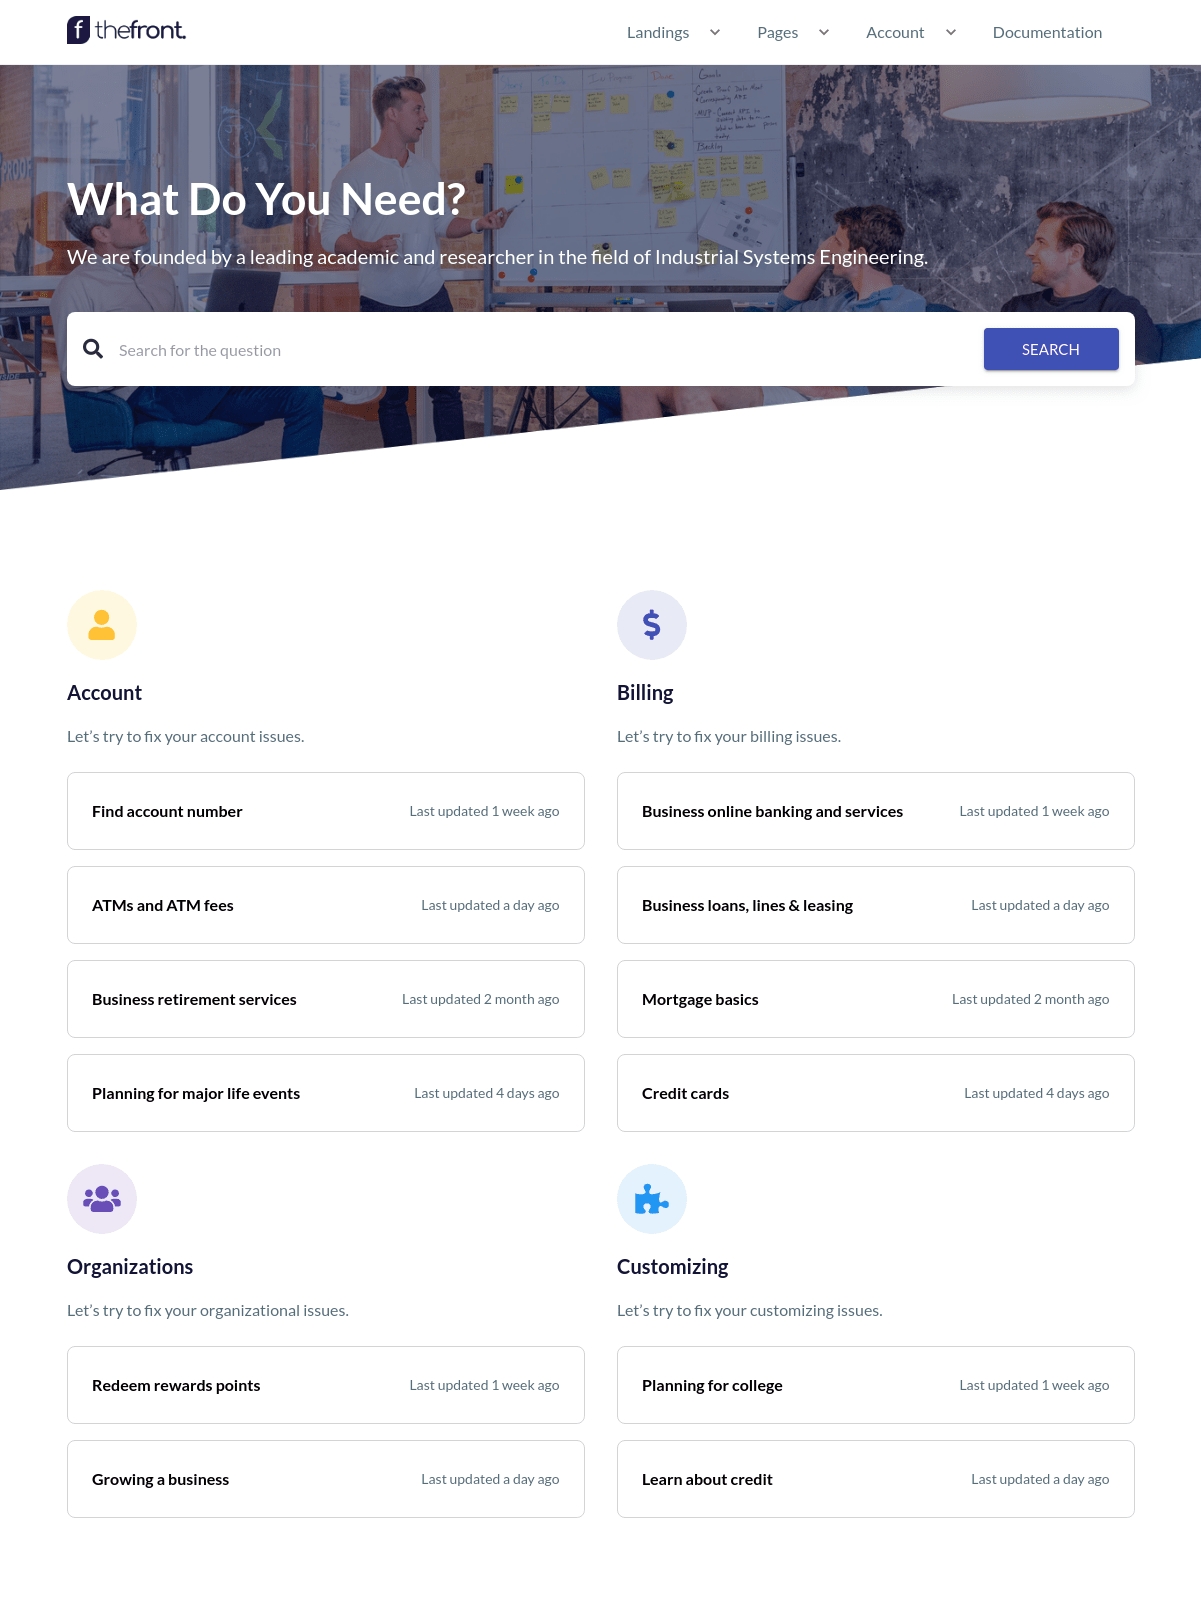 f thefront.
Landings Pages Account Documentation
What Do You Need?
We are founded by a leading academic and researcher in the field of Industrial Systems Engineering.
Search for the question
SEARCH
Account
Let's try to fix your account issues.
Find account number Last updated 1 week ago
ATMs and ATM fees Last updated a day ago
Business retirement services Last updated 2 month ago
Planning for major life events Last updated 4 days ago
Billing
Let's try to fix your billing issues.
Business online banking and services Last updated 1 week ago
Business loans, lines & leasing Last updated a day ago
Mortgage basics Last updated 2 month ago
Credit cards Last updated 4 days ago
Organizations
Let's try to fix your organizational issues.
Redeem rewards points Last updated 1 week ago
Growing a business Last updated a day ago
Customizing
Let's try to fix your customizing issues.
Planning for college Last updated 1 week ago
Learn about credit Last updated a day ago